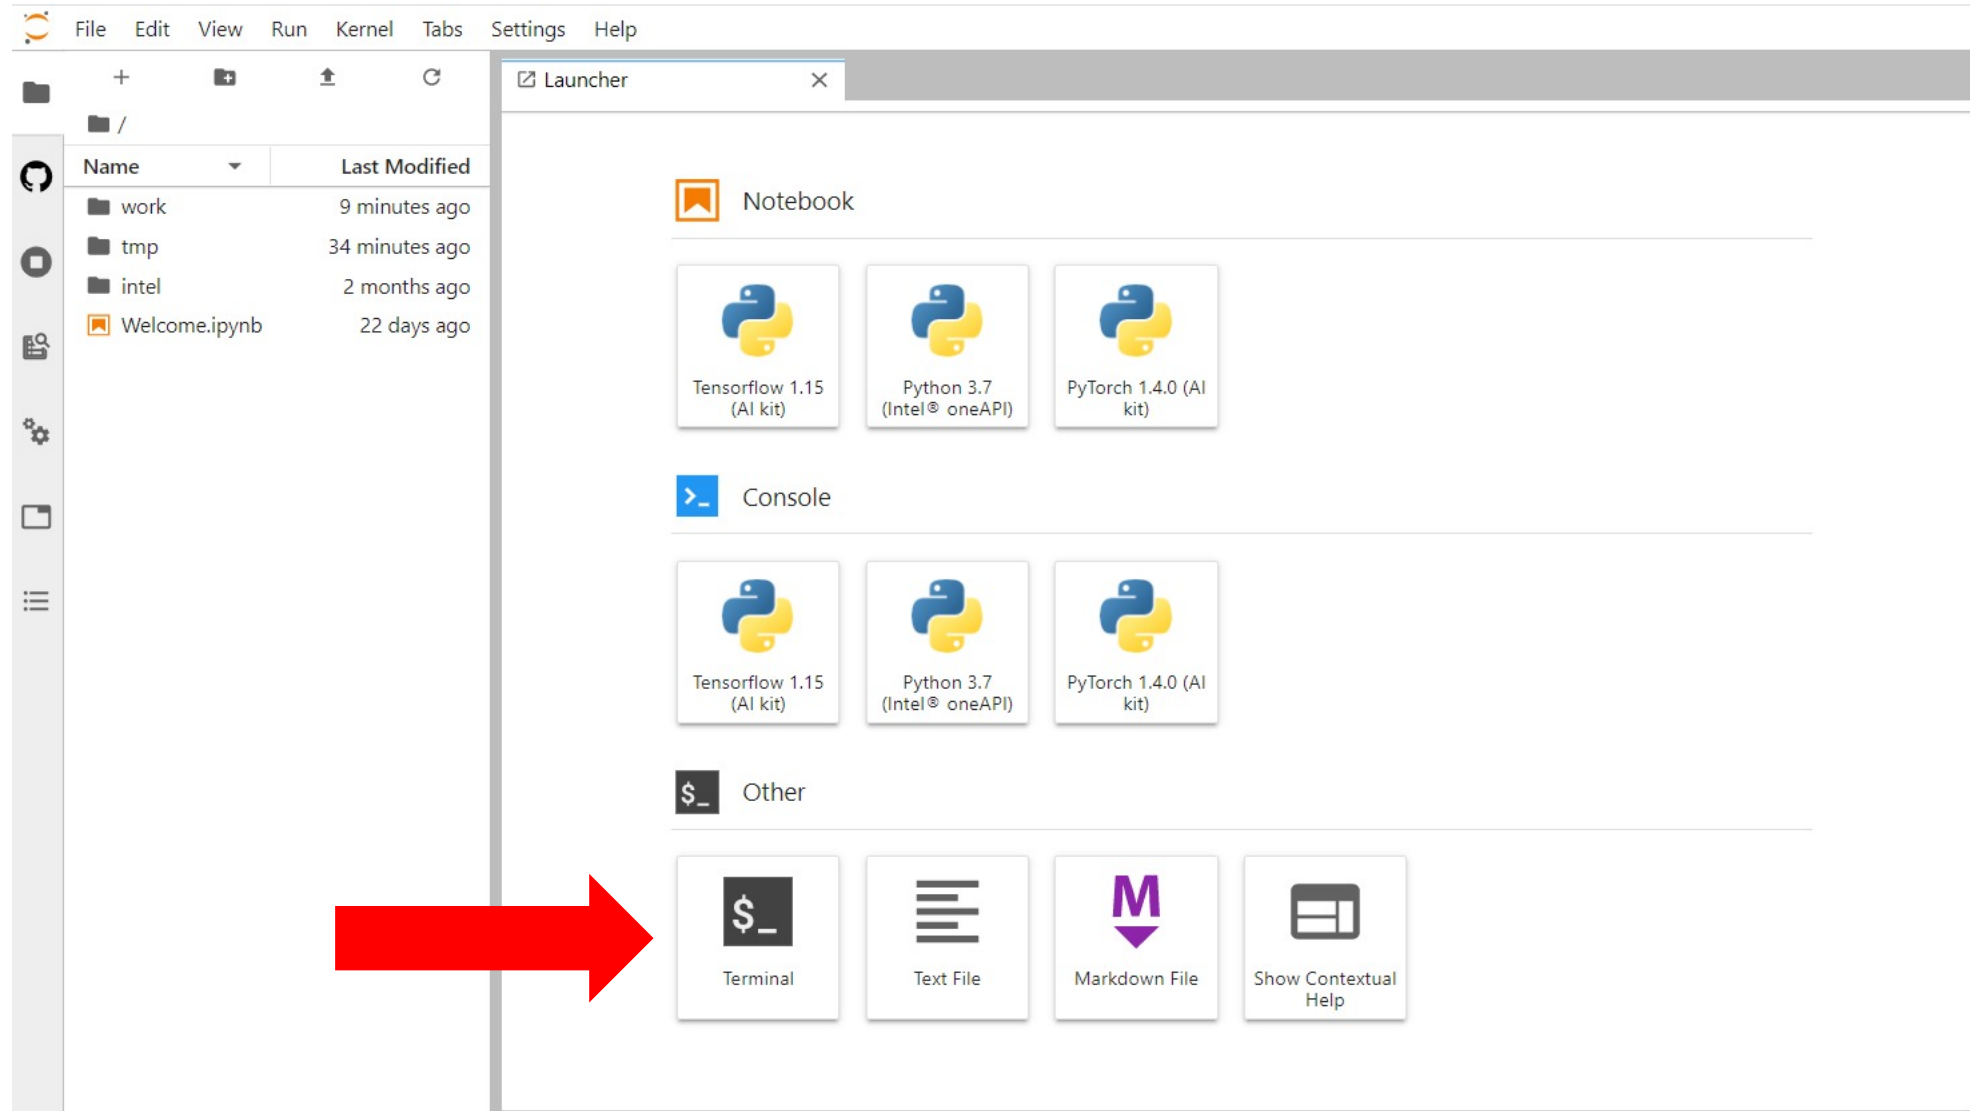 File Edit View Run Kernel Tabs Settings Help
Launcher
/
Name Last Modified
work 9 minutes ago
tmp 34 minutes ago
intel 2 months ago
Welcome.ipynb 22 days ago
Notebook
Tensorflow 1.15
(AI kit)
Python 3.7
(Intel® oneAPI)
PyTorch 1.4.0 (AI
kit)
Console
Tensorflow 1.15
(AI kit)
Python 3.7
(Intel® oneAPI)
PyTorch 1.4.0 (AI
kit)
$_ Other
$_
Terminal
Text File
M
Markdown File
Show Contextual
Help